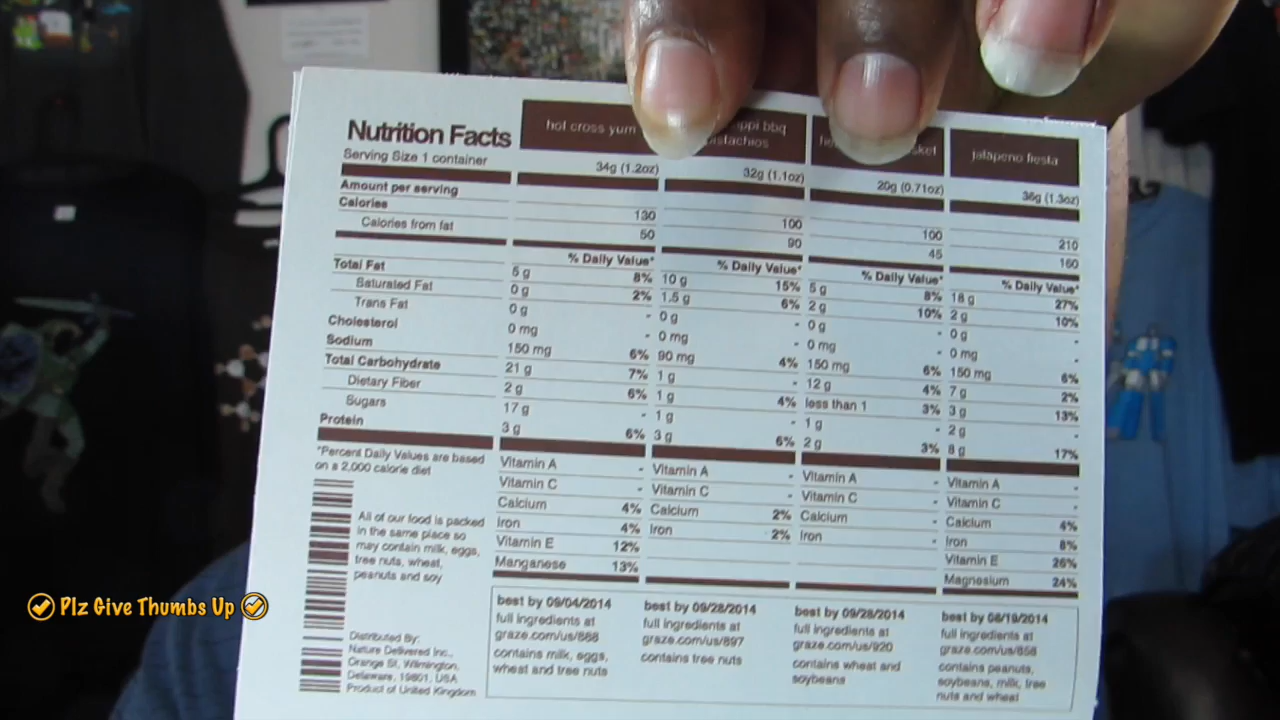 Nutrition Facts
hot cross yum
ppi bbq
pistachios
jalapeno fiesta
Serving Size 1 container
34g (1.2oz) 32g (1.1oz) 20g (0.71oz) 36g (1.3oz)
Amount per serving
Calories 130 100 100 210
Calories from fat 50 90 45 160
% Daily Value* % Daily Value* % Daily Value* % Daily Value*
Total Fat 5 g 8% 10 g 15% 5 g 8% 18 g 27%
Saturated Fat 0g 2% 1.5 g 6% 2 g 10% 2 g 10%
Trans Fat 0 g - 0 g - 0 g - 0 g -
Cholesterol 0 mg - 0 mg - 0 mg - 0 mg -
Sodium 150 mg 6% 90 mg 4% 150 mg 6% 150 mg 6%
Total Carbohydrate 21 g 7% 1 g - 12 g 4% 7 g 2%
Dietary Fiber 2 g 6% 1 g 4% less than 1 3% 3 g 13%
Sugars 17 g - 1 g - 1 g - 2 g -
Protein 3 g 6% 3 g 6% 2 g 3% 8 g 17%
*Percent Daily Values are based
on a 2,000 calorie diet
All of our food is packed
in the same place so
may contain milk, eggs,
tree nuts, wheat,
peanuts and soy
Distributed By:
Nature Delivered Inc.,
Orange St, Wilmington,
Delaware, 19801, USA
Product of United Kingdom
Vitamin A -
Vitamin C -
Calcium 4%
Iron 4%
Vitamin E 12%
Manganese 13%
best by 09/04/2014
full ingredients at
graze.com/us/868
contains milk, eggs,
wheat and tree nuts
Vitamin A -
Vitamin C -
Calcium 2%
Iron 2%
best by 09/28/2014
full ingredients at
graze.com/us/897
contains tree nuts
Vitamin A -
Vitamin C -
Calcium -
Iron -
best by 09/28/2014
full ingredients at
graze.com/us/920
contains wheat and
soybeans
Vitamin A -
Vitamin C -
Calcium 4%
Iron 8%
Vitamin E 26%
Magnesium 24%
best by 08/19/2014
full ingredients at
graze.com/us/858
contains peanuts,
soybeans, milk, tree
nuts and wheat
Plz Give Thumbs Up